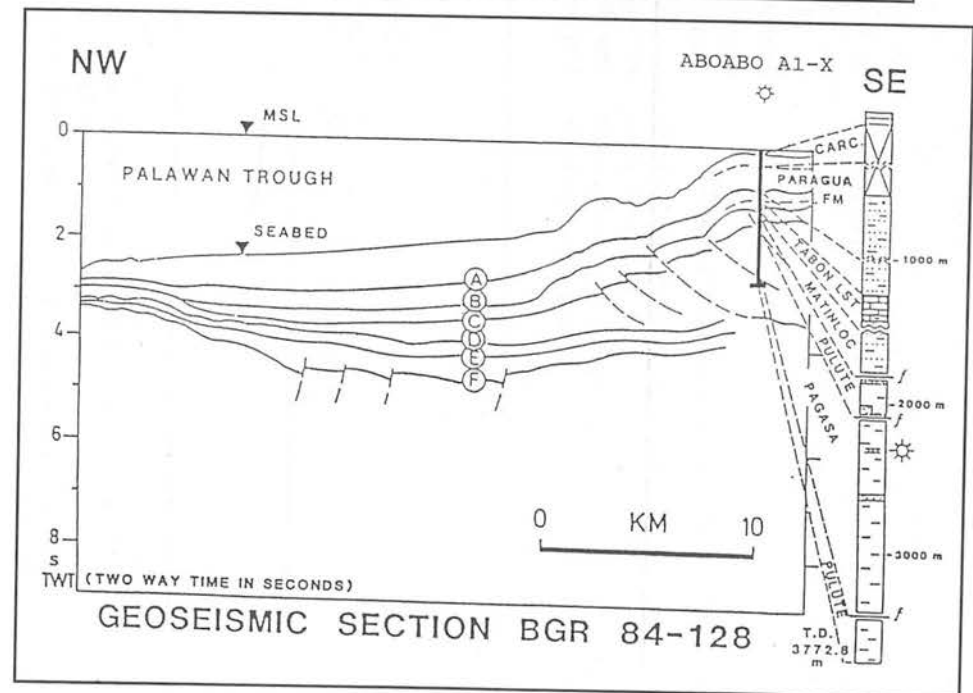 NW
ABOABO A1-X
SE
MSL
0
CARC.
PALAWAN TROUGH
PARAGUA
FM
SEABED
2
1000 m
TABON LST
A
B
MATINLOC
C
PULUTE
4
D
E
F
f
2000 m
f
PAGASA
6
0 KM 10
8
3000 m
S
PULUTE
TWT (TWO WAY TIME IN SECONDS)
f
GEOSEISMIC SECTION BGR 84-128
T.D.
3772.6
m